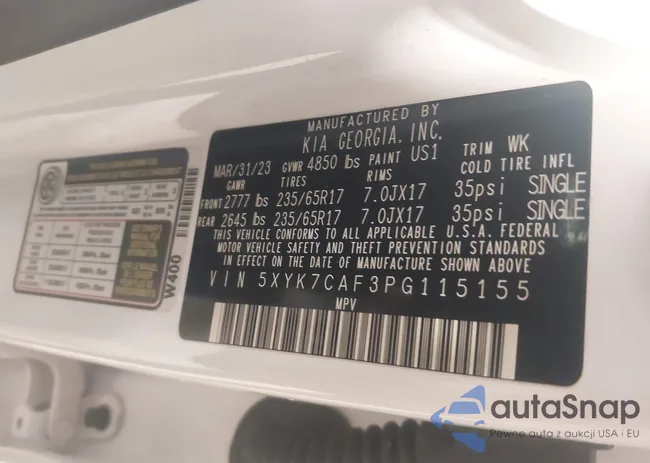 MANUFACTURED BY
KIA GEORGIA, INC.
MAR/31/23 GVWR 4850 lbs PAINT US1 TRIM WK
GAWR TIRES RIMS COLD TIRE INFL
FRONT 2777 lbs 235/65R17 7.0JX17 35psi SINGLE
REAR 2645 lbs 235/65R17 7.0JX17 35psi SINGLE
THIS VEHICLE CONFORMS TO ALL APPLICABLE U.S.A. FEDERAL
MOTOR VEHICLE SAFETY AND THEFT PREVENTION STANDARDS
IN EFFECT ON THE DATE OF MANUFACTURE SHOWN ABOVE
VIN 5XYK7CAF3PG115155
MPV
W400
autaSnap
Pewne auta z aukcji USA i EU